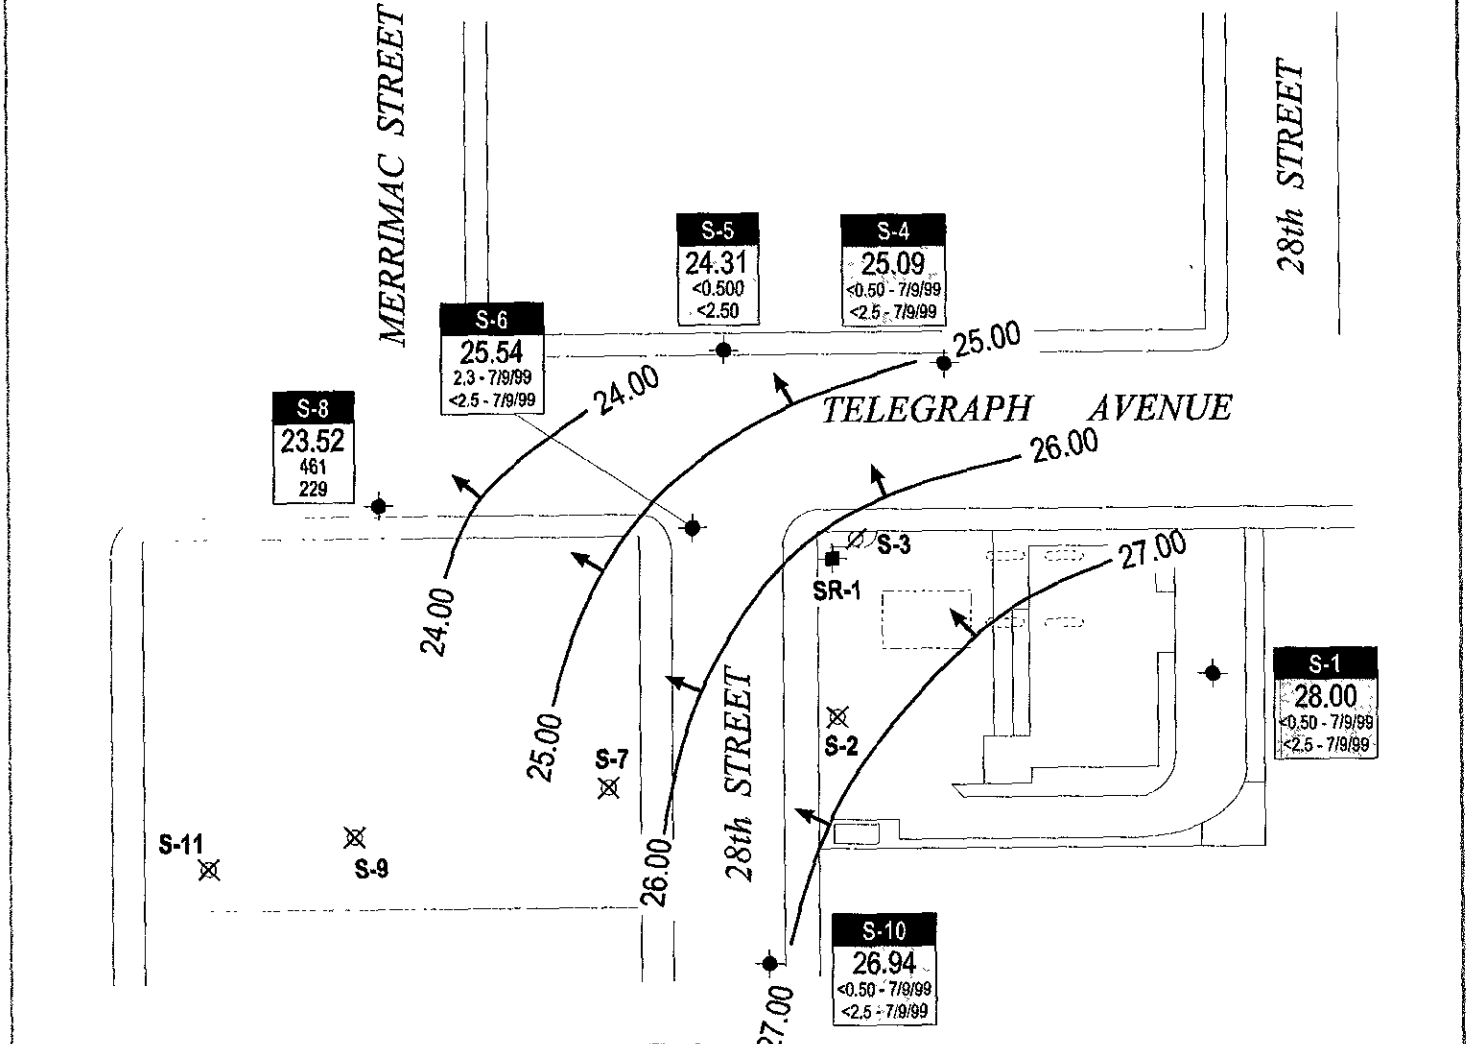 MERRIMAC STREET
28th STREET
S-5
24.31
<0.500
<2.50
S-4
25.09
<0.50 - 7/9/99
<2.5 - 7/9/99
S-6
25.54
2.3 - 7/9/99
<2.5 - 7/9/99
25.00
24.00
TELEGRAPH AVENUE
S-8
23.52
461
229
26.00
S-3
27.00
SR-1
24.00
S-1
28.00
<0.50 - 7/9/99
<2.5 - 7/9/99
28th STREET
S-2
25.00
S-7
S-11
S-9
26.00
S-10
26.94
<0.50 - 7/9/99
<2.5 - 7/9/99
27.00